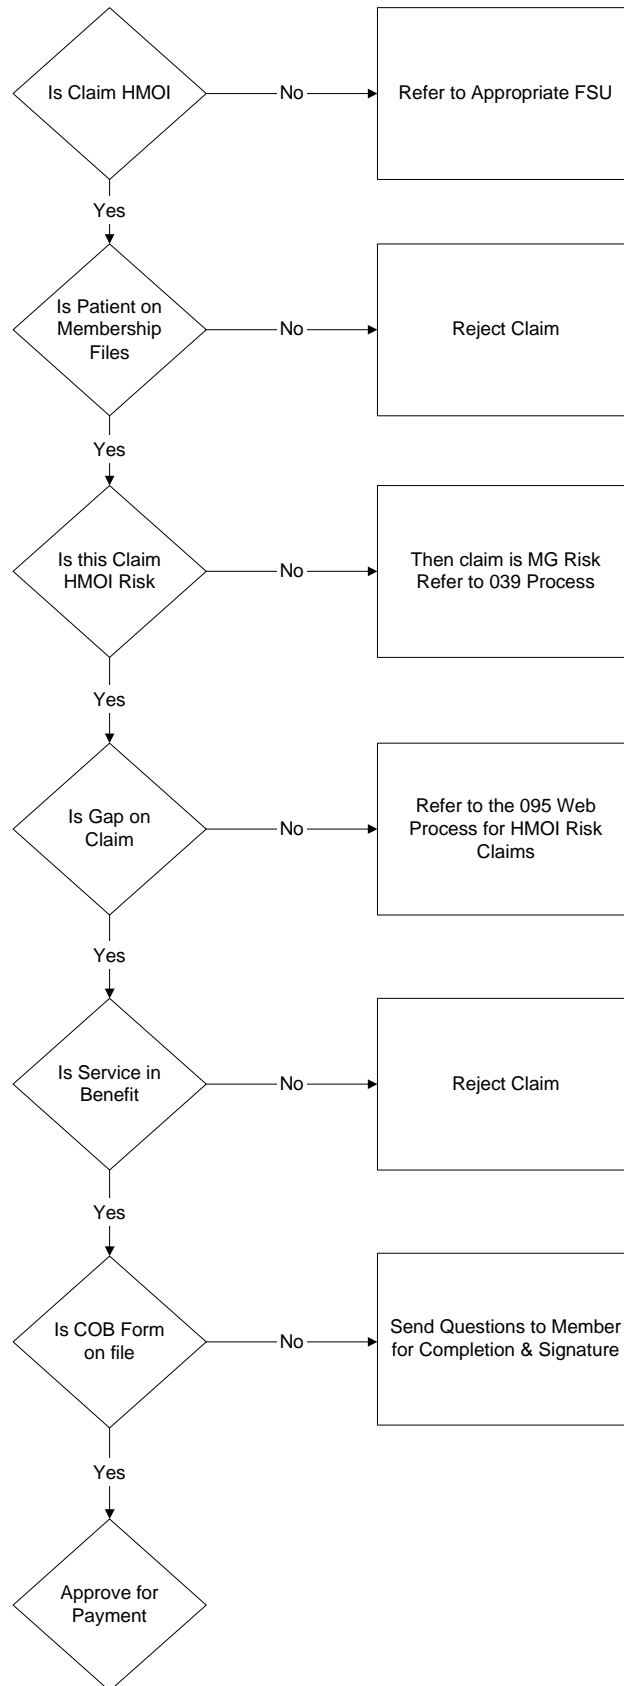 Is Claim HMOI
No
Refer to Appropriate FSU
Yes
Is Patient on
Membership
Files
No
Reject Claim
Yes
Is this Claim
HMOI Risk
No
Then claim is MG Risk
Refer to 039 Process
Yes
Is Gap on
Claim
No
Refer to the 095 Web
Process for HMOI Risk
Claims
Yes
Is Service in
Benefit
No
Reject Claim
Yes
Is COB Form
on file
No
Send Questions to Member
for Completion & Signature
Yes
Approve for
Payment